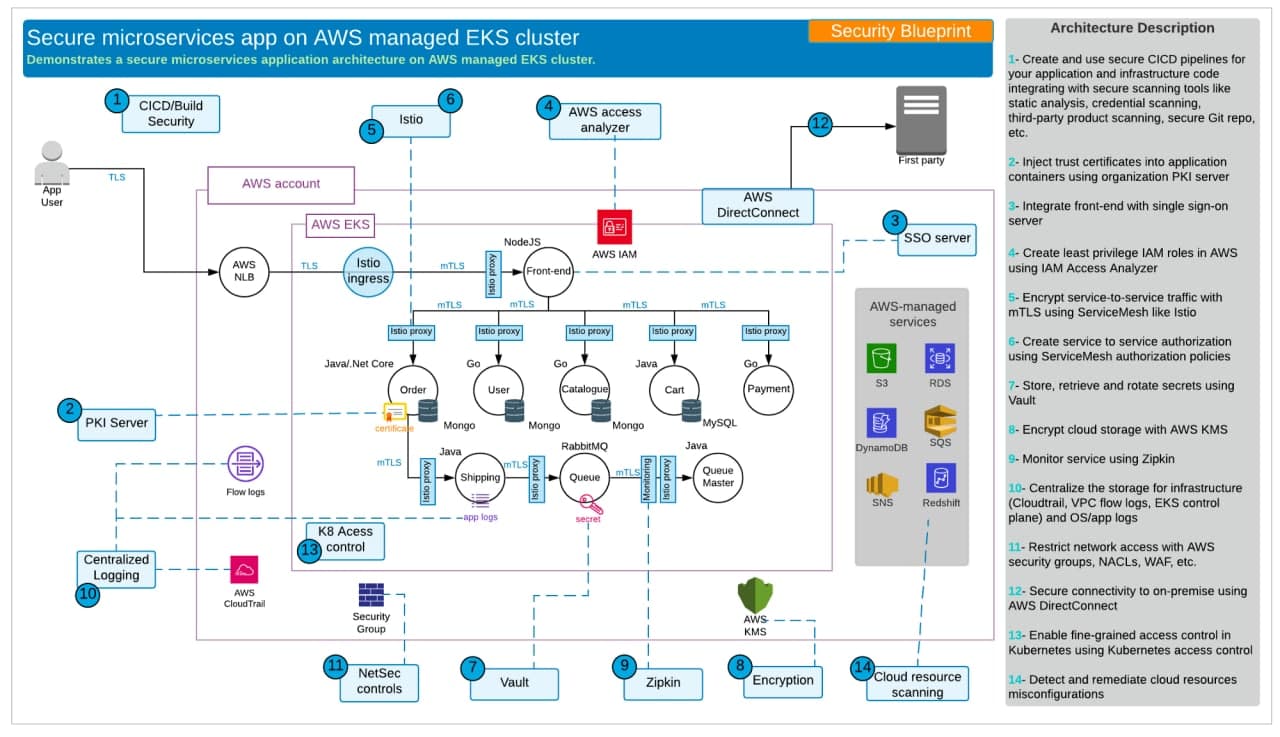 Secure microservices app on AWS managed EKS cluster
Demonstrates a secure microservices application architecture on AWS managed EKS cluster.
Security Blueprint
1
CICD/Build
Security
6
5
Istio
4
AWS access
analyzer
12
First party
App
User
TLS
AWS account
AWS
DirectConnect
AWS EKS
3
SSO server
AWS IAM
NodeJS
AWS
NLB
TLS
Istio
ingress
mTLS
Istio proxy
Front-end
mTLS
mTLS
mTLS
mTLS
Istio proxy
Istio proxy
Istio proxy
Istio proxy
Istio proxy
Java/.Net Core
Go
Go
Java
Go
Order
User
Catalogue
Cart
Payment
certificate
Mongo
Mongo
Mongo
MySQL
2
PKI Server
mTLS
Istio proxy
Java
Shipping
app logs
mTLS
Istio proxy
RabbitMQ
Queue
secret
mTLS
Monitoring
Istio proxy
Java
Queue
Master
AWS-managed
services
S3
RDS
DynamoDB
SQS
SNS
Redshift
Flow logs
K8 Acess
control
13
Centralized
Logging
10
AWS
CloudTrail
Security
Group
AWS
KMS
11
NetSec
controls
7
Vault
9
Zipkin
8
Encryption
14
Cloud resource
scanning
Architecture Description
1- Create and use secure CICD pipelines for
your application and infrastructure code
integrating with secure scanning tools like
static analysis, credential scanning,
third-party product scanning, secure Git repo,
etc.
2- Inject trust certificates into application
containers using organization PKI server
3- Integrate front-end with single sign-on
server
4- Create least privilege IAM roles in AWS
using IAM Access Analyzer
5- Encrypt service-to-service traffic with
mTLS using ServiceMesh like Istio
6- Create service to service authorization
using ServiceMesh authorization policies
7- Store, retrieve and rotate secrets using
Vault
8- Encrypt cloud storage with AWS KMS
9- Monitor service using Zipkin
10- Centralize the storage for infrastructure
(Cloudtrail, VPC flow logs, EKS control
plane) and OS/app logs
11- Restrict network access with AWS
security groups, NACLs, WAF, etc.
12- Secure connectivity to on-premise using
AWS DirectConnect
13- Enable fine-grained access control in
Kubernetes using Kubernetes access control
14- Detect and remediate cloud resources
misconfigurations